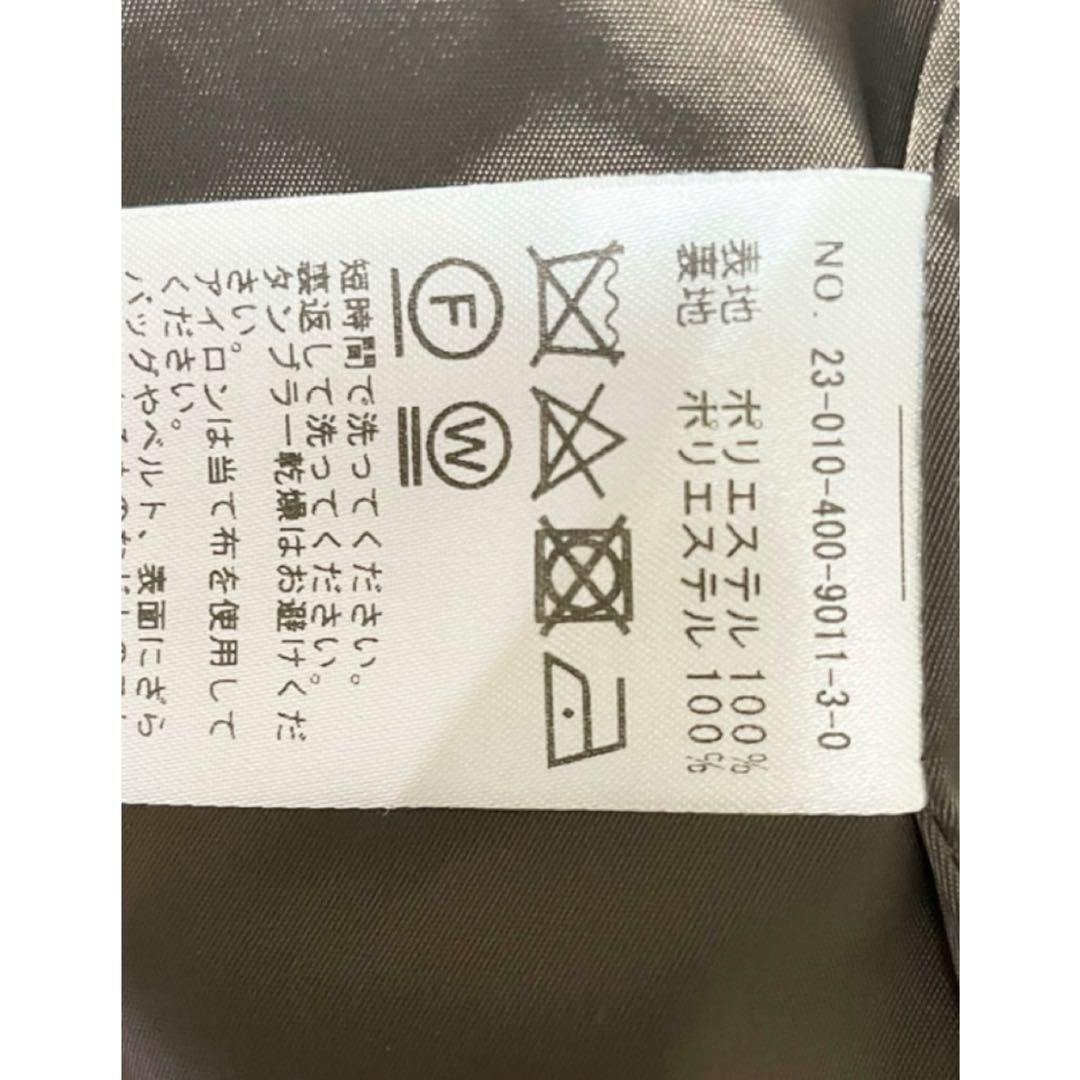 NO. 23-010-400-9011-3-0
表地 ポリエステル 100%
裏地 ポリエステル 100%
F
W
短時間で洗ってください。
裏返して洗ってください。
タンブラー乾燥はお避けくだ
さい。
アイロンは当て布を使用して
ください。
バッグやベルト、表面にざら